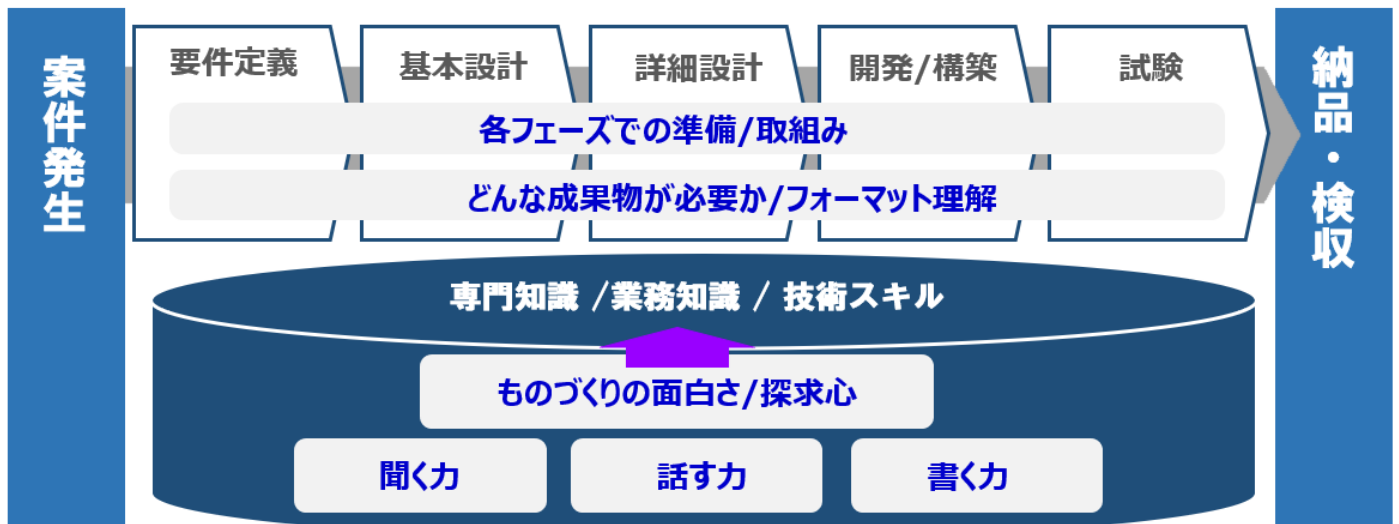 案件発生
要件定義
基本設計
詳細設計
開発/構築
試験
各フェーズでの準備/取組み
どんな成果物が必要か/フォーマット理解
納品・検収
専門知識 /業務知識 / 技術スキル
ものづくりの面白さ/探求心
聞く力
話す力
書く力